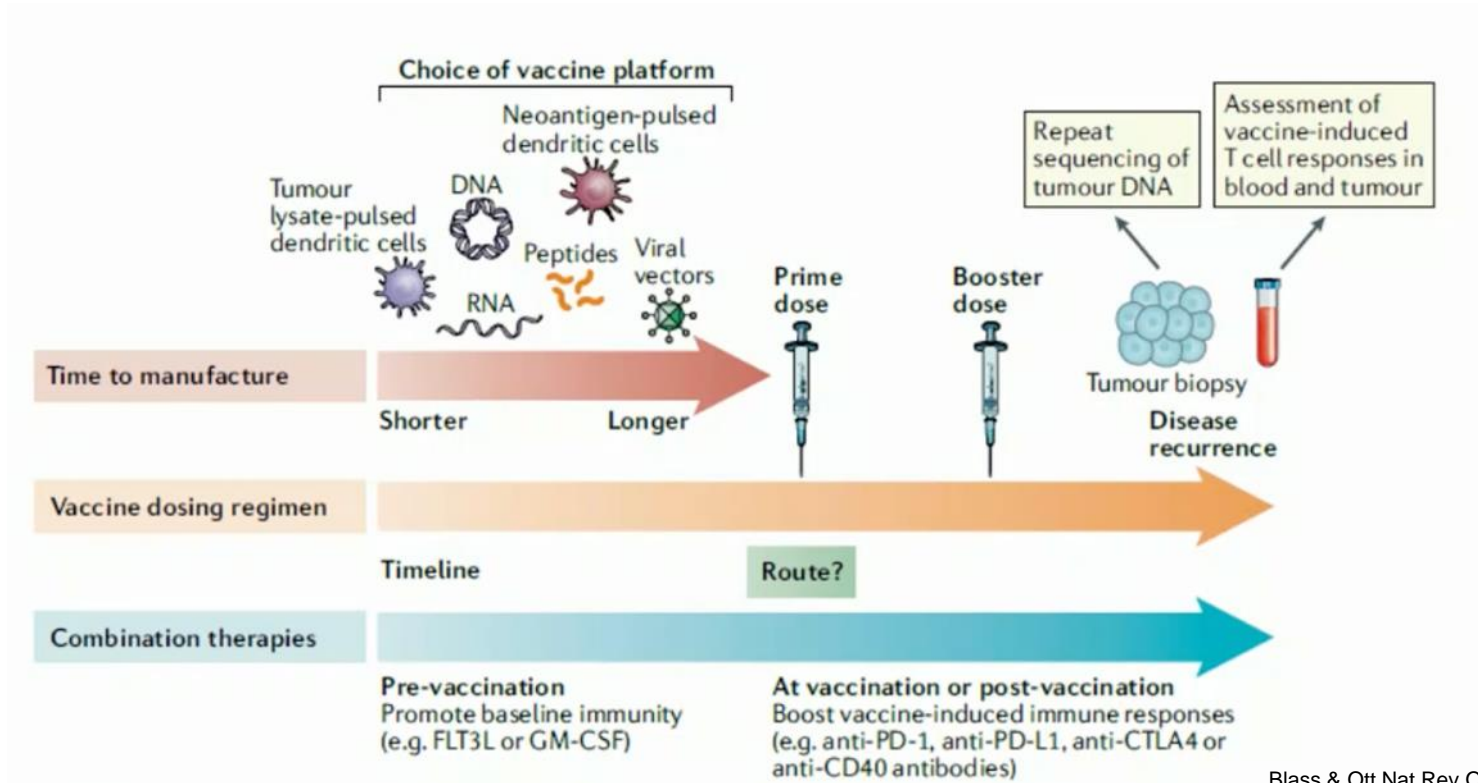 Choice of vaccine platform
Neoantigen-pulsed
dendritic cells
Tumour
lysate-pulsed
dendritic cells
DNA
Peptides
Viral
vectors
RNA
Prime
dose
Booster
dose
Repeat
sequencing of
tumour DNA
Assessment of
vaccine-induced
T cell responses in
blood and tumour
Tumour biopsy
Disease
recurrence
Time to manufacture
Shorter
Longer
Vaccine dosing regimen
Timeline
Route?
Combination therapies
Pre-vaccination
Promote baseline immunity
(e.g. FLT3L or GM-CSF)
At vaccination or post-vaccination
Boost vaccine-induced immune responses
(e.g. anti-PD-1, anti-PD-L1, anti-CTLA4 or
anti-CD40 antibodies)
Blass & Ott Nat Rev